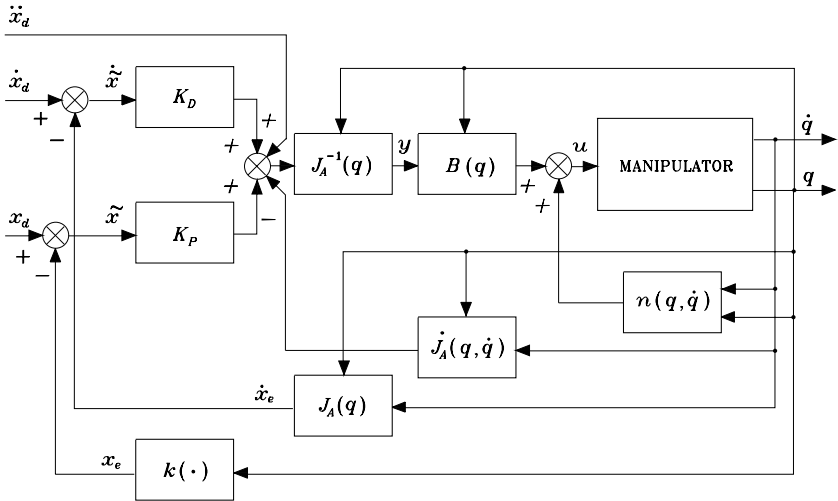 ẍ_d
ẋ_d + − x̃̇ K_D + + +
J_A⁻¹(q) y B(q) + + u MANIPULATOR q̇
q
x_d + − x̃ K_P −
n(q,q̇)
J̇_A(q,q̇)
ẋ_e J_A(q)
x_e k(·)